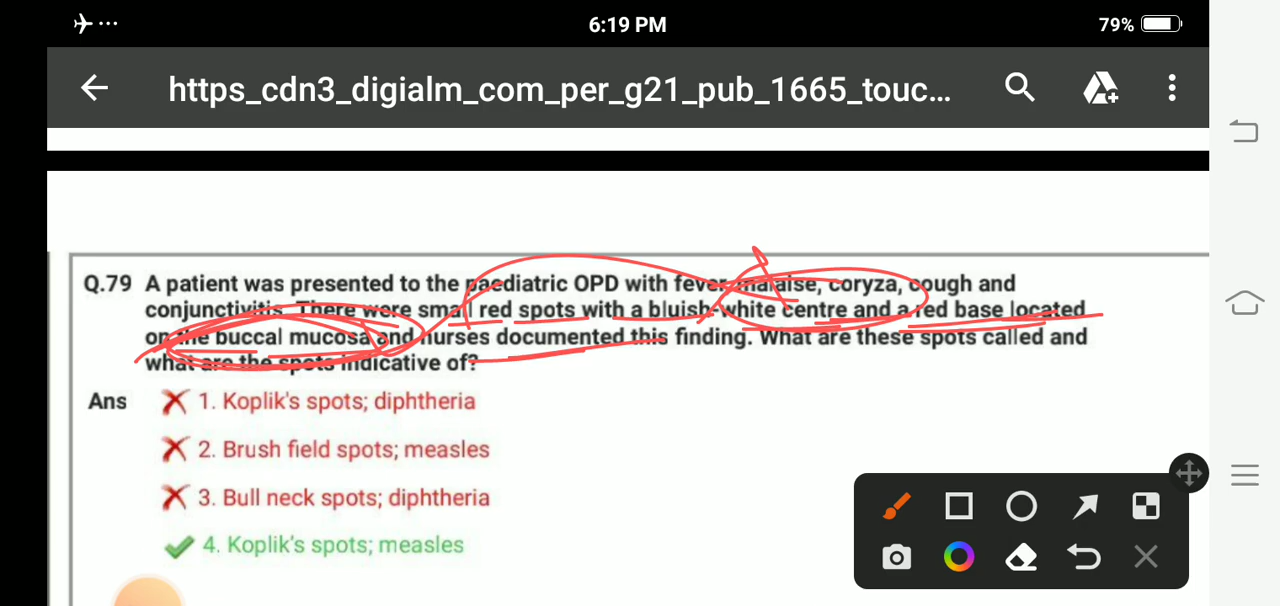 6:19 PM
79%
https_cdn3_digialm_com_per_g21_pub_1665_touc...
Q.79 A patient was presented to the paediatric OPD with fever, malaise, coryza, cough and
conjunctivitis. There were small red spots with a bluish-white centre and a red base located
on the buccal mucosa and nurses documented this finding. What are these spots called and
what are the spots indicative of?
Ans 1. Koplik's spots; diphtheria
2. Brush field spots; measles
3. Bull neck spots; diphtheria
4. Koplik's spots; measles